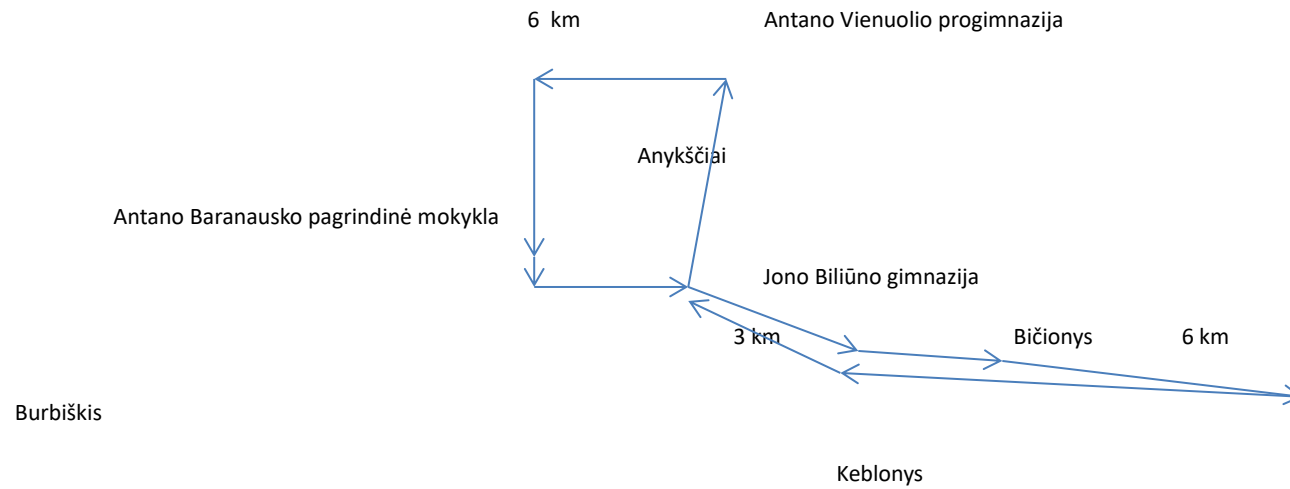 6 km Antano Vienuolio progimnazija
Anykščiai
Antano Baranausko pagrindinė mokykla
Jono Biliūno gimnazija
3 km Bičionys 6 km
Burbiškis
Keblonys